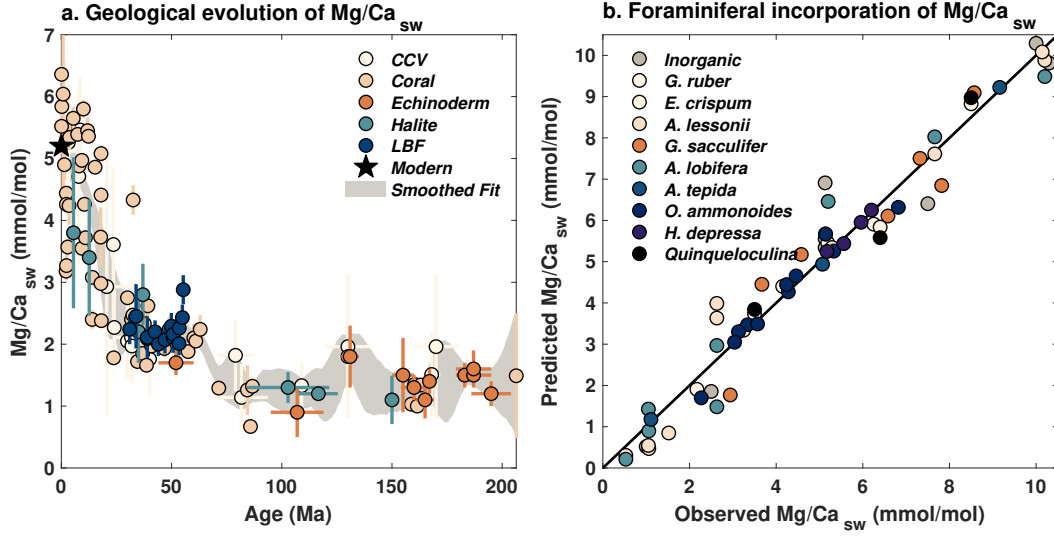 a. Geological evolution of Mg/Ca sw
7
6
5
4
3
2
1
0
Mg/Ca sw (mmol/mol)
0 50 100 150 200
Age (Ma)
CCV
Coral
Echinoderm
Halite
LBF
Modern
Smoothed Fit
b. Foraminiferal incorporation of Mg/Ca sw
10
9
8
7
6
5
4
3
2
1
0
Predicted Mg/Ca sw (mmol/mol)
0 2 4 6 8 10
Observed Mg/Ca sw (mmol/mol)
Inorganic
G. ruber
E. crispum
A. lessonii
G. sacculifer
A. lobifera
A. tepida
O. ammonoides
H. depressa
Quinqueloculina